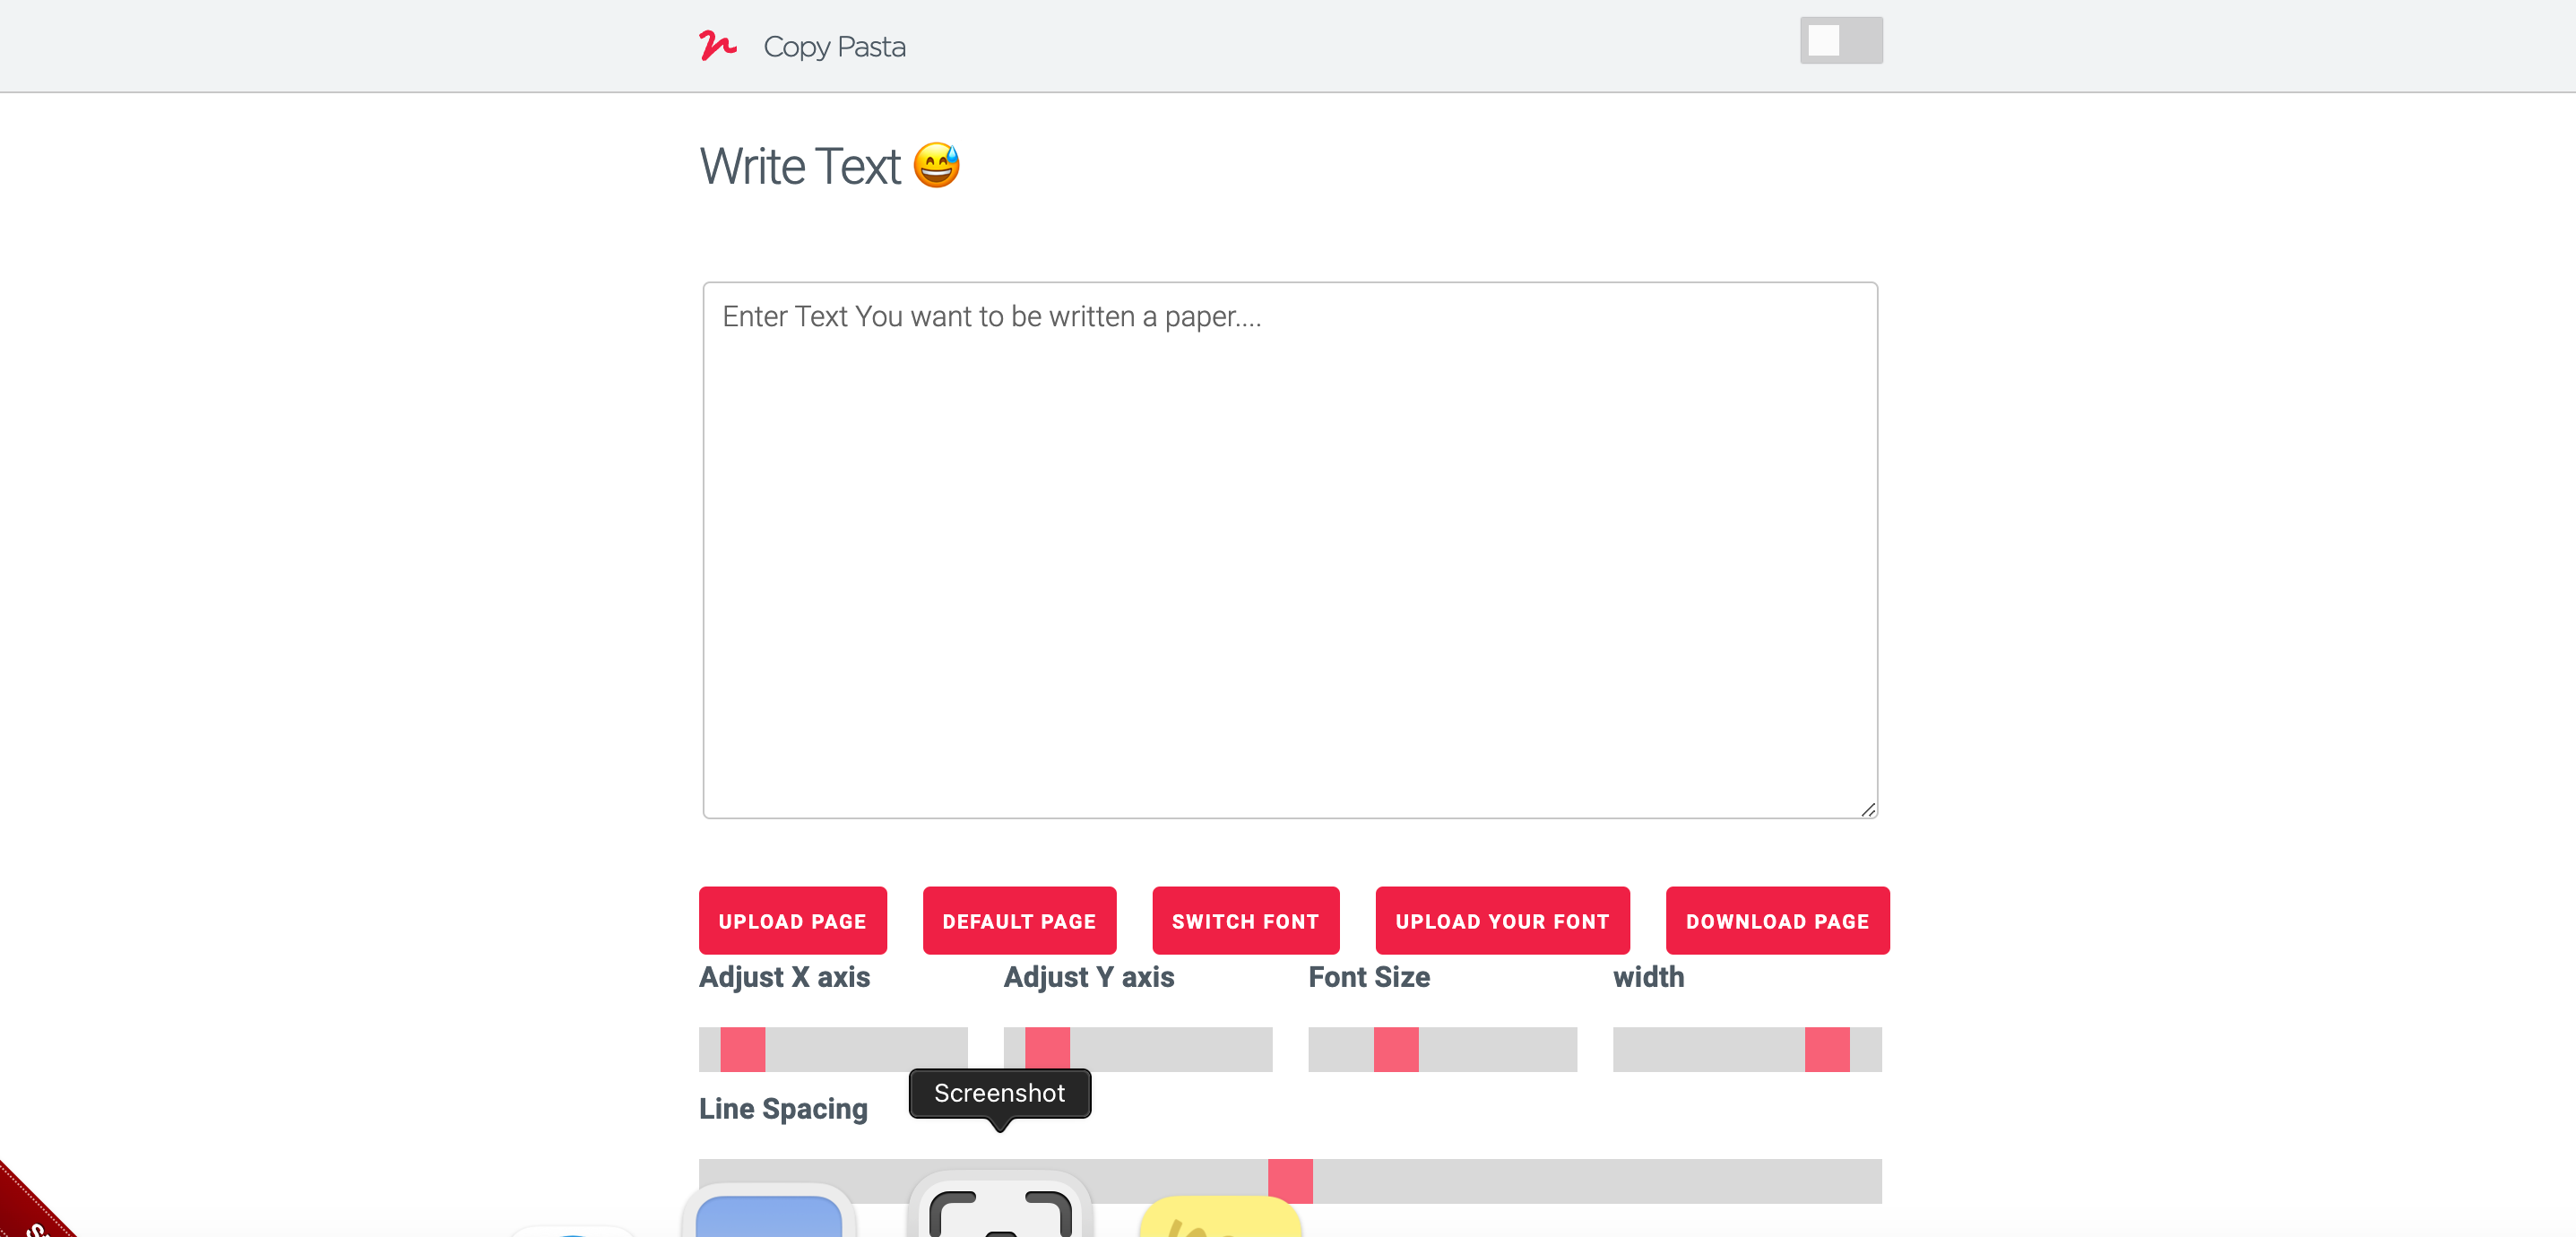 Copy Pasta
Write Text 😅
Enter Text You want to be written a paper....
UPLOAD PAGE DEFAULT PAGE SWITCH FONT UPLOAD YOUR FONT DOWNLOAD PAGE
Adjust X axis Adjust Y axis Font Size width
Screenshot
Line Spacing